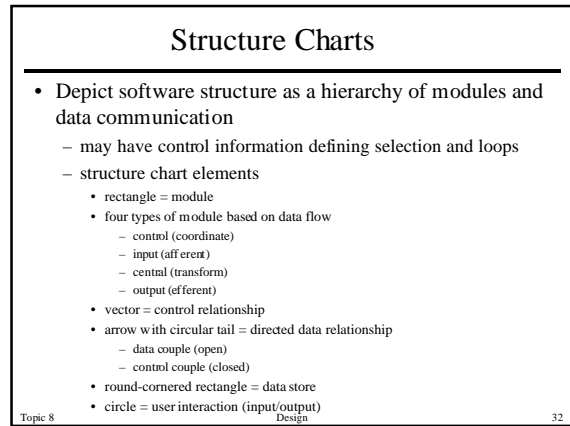 Structure Charts
• Depict software structure as a hierarchy of modules and
data communication
– may have control information defining selection and loops
– structure chart elements
• rectangle = module
• four types of module based on data flow
– control (coordinate)
– input (afferent)
– central (transform)
– output (efferent)
• vector = control relationship
• arrow with circular tail = directed data relationship
– data couple (open)
– control couple (closed)
• round-cornered rectangle = data store
• circle = user interaction (input/output)
Topic 8 Design 32